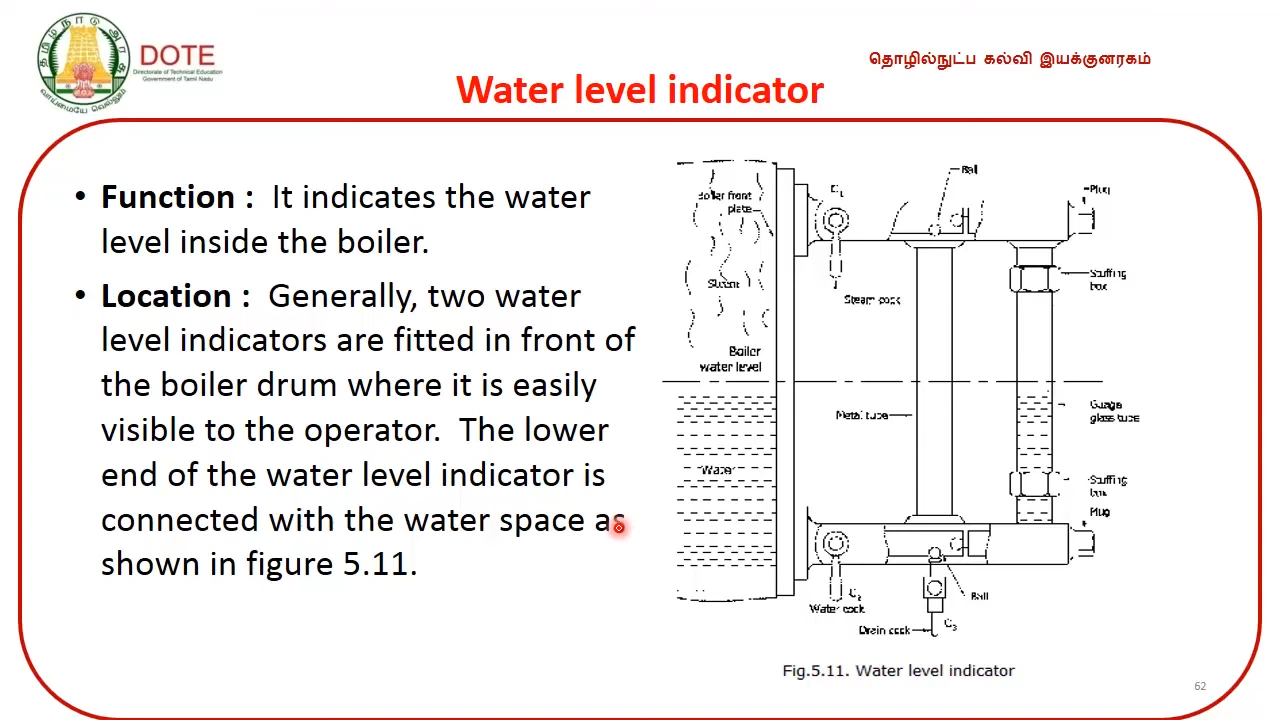 தமிழ்நாடு அரசு
வாய்மையே வெல்லும்
DOTE
Directorate of Technical Education
Government of Tamil Nadu
தொழில்நுட்ப கல்வி இயக்குனரகம்
Water level indicator
• Function : It indicates the water
level inside the boiler.
• Location : Generally, two water
level indicators are fitted in front of
the boiler drum where it is easily
visible to the operator. The lower
end of the water level indicator is
connected with the water space as
shown in figure 5.11.
Boiler front
plate
C1
Ball
Plug
Stuffing
box
Steam
Steam cock
Boiler
water level
Metal tube
Guage
glass tube
Water
Stuffing
box
Plug
C2
Water cock
Ball
Drain cock
C3
Fig.5.11. Water level indicator
62